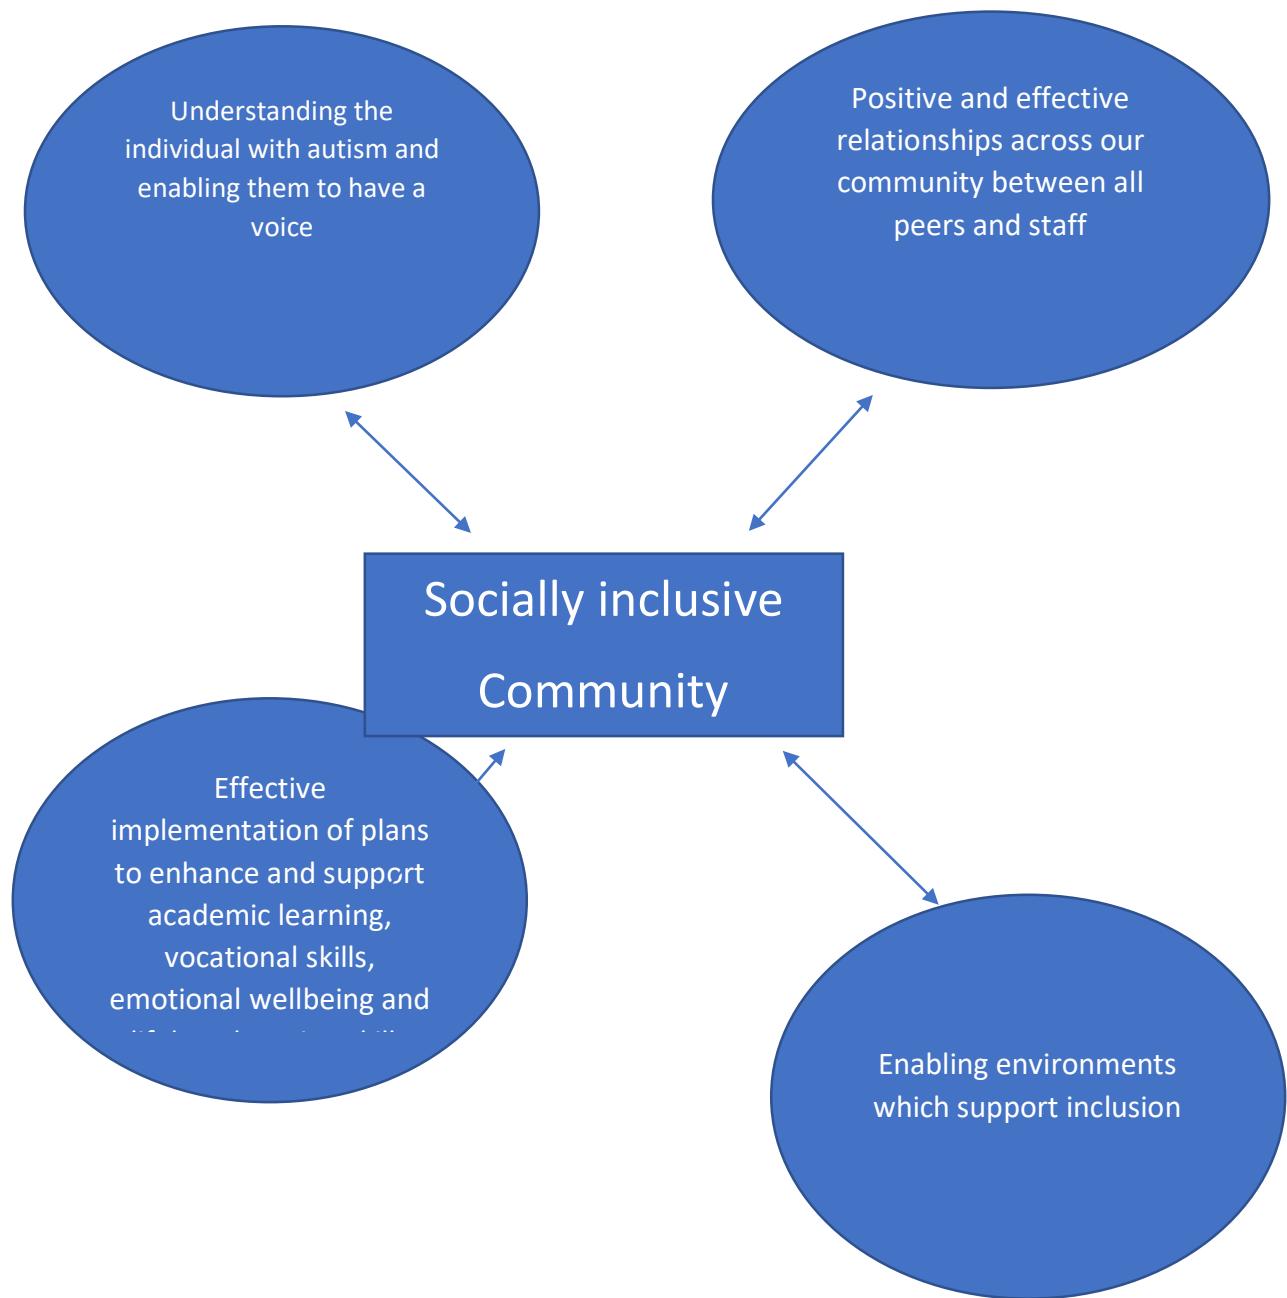 Understanding the
individual with autism and
enabling them to have a
voice
Positive and effective
relationships across our
community between all
peers and staff
Socially inclusive
Community
Effective
implementation of plans
to enhance and support
academic learning,
vocational skills,
emotional wellbeing and
Enabling environments
which support inclusion